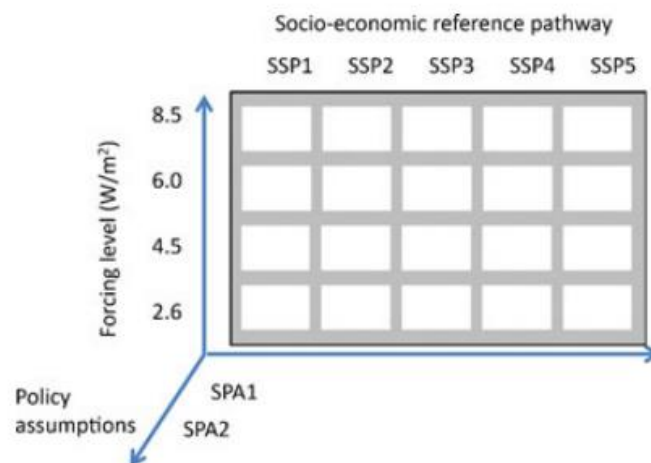 Socio-economic reference pathway
SSP1 SSP2 SSP3 SSP4 SSP5
Forcing level (W/m²)
8.5
6.0
4.5
2.6
Policy
assumptions
SPA1
SPA2